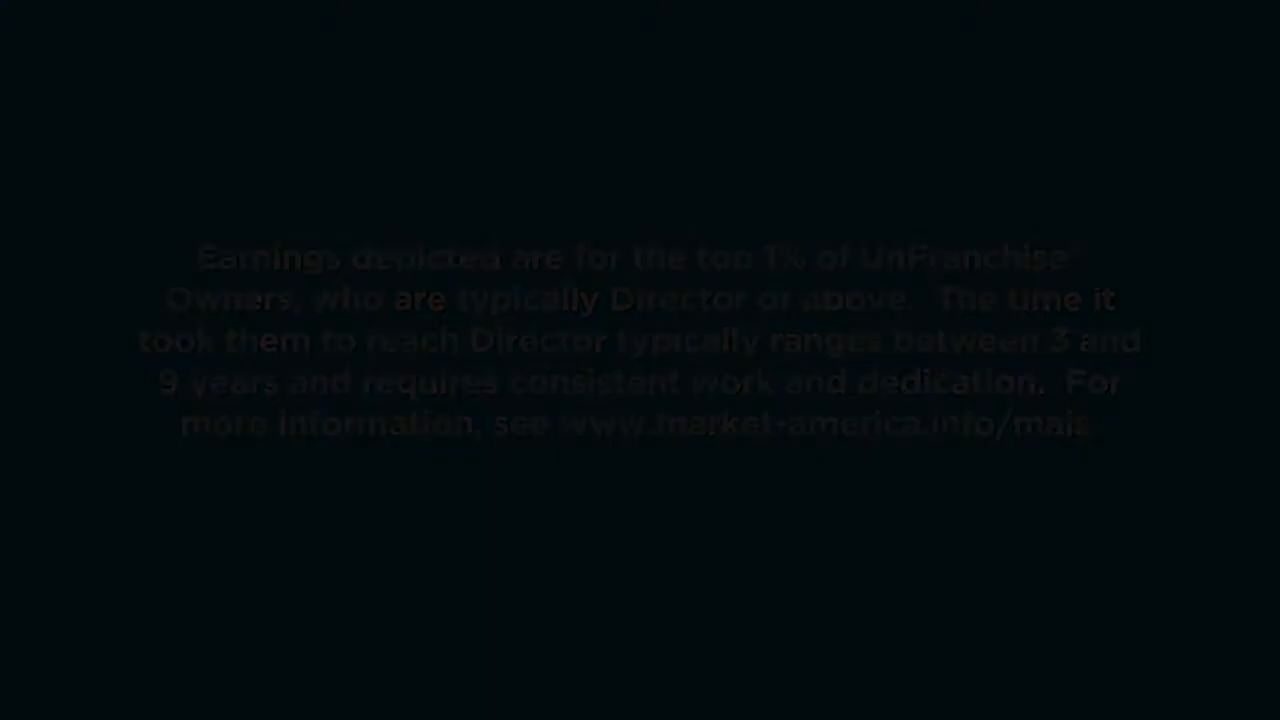 Earnings depicted are for the top 1% of UnFranchise®
Owners, who are typically Director or above. The time it
took them to reach Director typically ranges between 3 and
9 years and requires consistent work and dedication. For
more information, see www.market-america.info/mais.